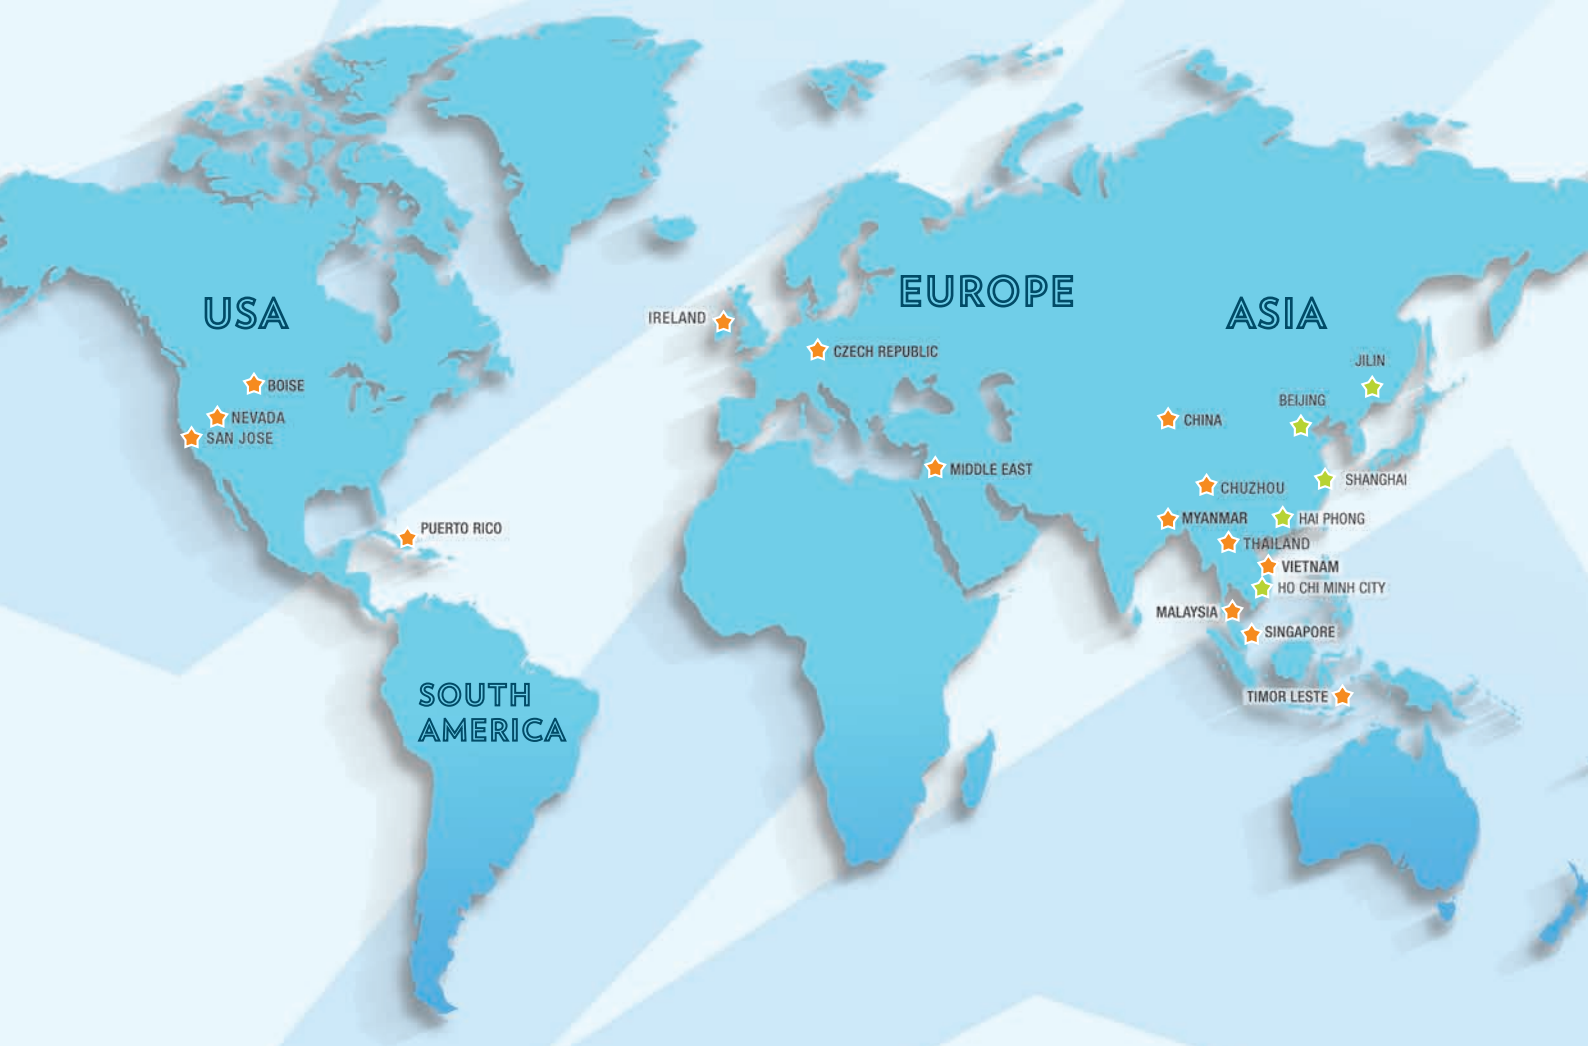 USA
BOISE
NEVADA
SAN JOSE
PUERTO RICO
SOUTH
AMERICA
EUROPE
IRELAND
CZECH REPUBLIC
MIDDLE EAST
ASIA
JILIN
BEIJING
CHINA
SHANGHAI
CHUZHOU
MYANMAR
HAI PHONG
THAILAND
VIETNAM
HO CHI MINH CITY
MALAYSIA
SINGAPORE
TIMOR LESTE